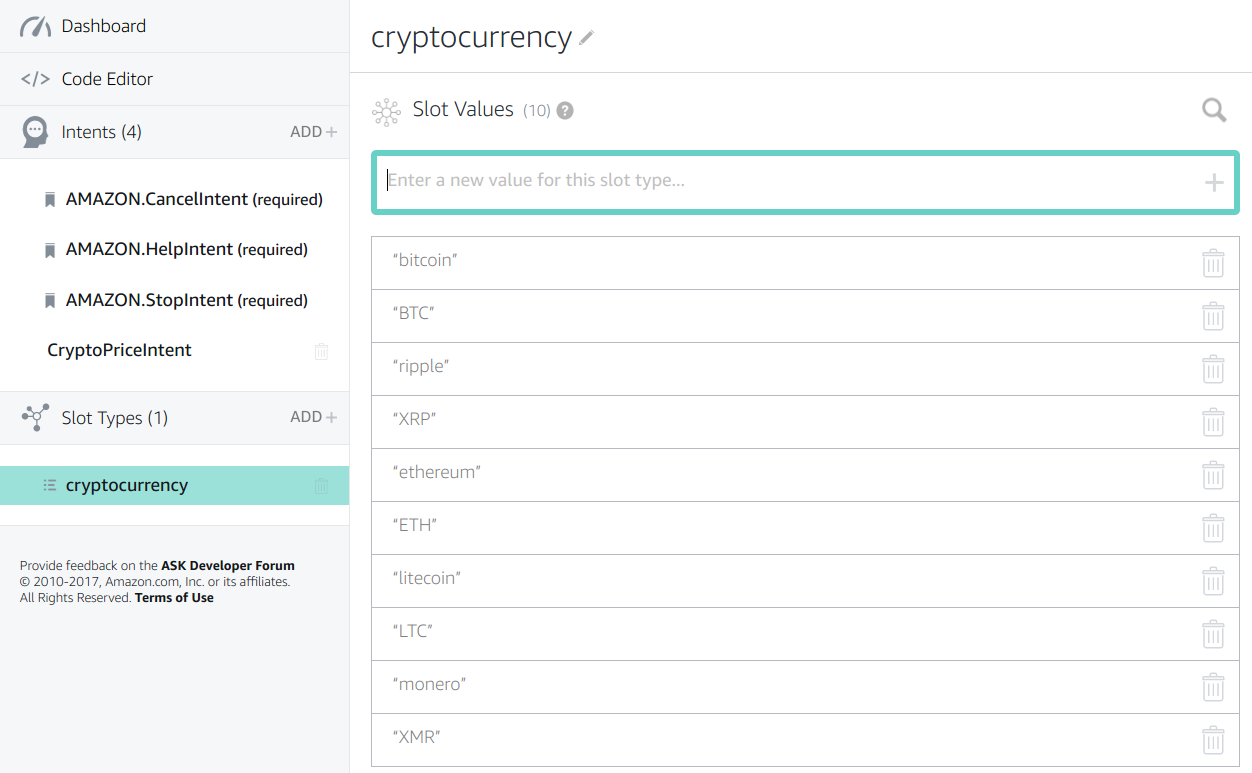 Dashboard
</> Code Editor
Intents (4) ADD +
AMAZON.CancelIntent (required)
AMAZON.HelpIntent (required)
AMAZON.StopIntent (required)
CryptoPriceIntent
Slot Types (1) ADD +
cryptocurrency
Provide feedback on the ASK Developer Forum
© 2010-2017, Amazon.com, Inc. or its affiliates.
All Rights Reserved. Terms of Use
cryptocurrency
Slot Values (10) ?
Enter a new value for this slot type...
“bitcoin”
“BTC”
“ripple”
“XRP”
“ethereum”
“ETH”
“litecoin”
“LTC”
“monero”
“XMR”